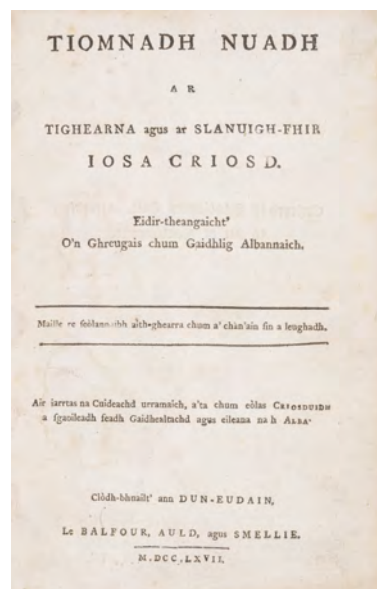 TIOMNADH NUADH
AR
TIGHEARNA agus ar SLANUIGH-FHIR
IOSA CRIOSD.
Eidir-theangaicht'
O'n Ghreugais chum Gaidhlig Albannaich.
Maille re seòlannaibh aith-ghearra chum a' chàn'ain sin a leughadh.
Air iarrtas na Cuideachd urramaich, a'ta chum eòlas CRIOSDUIDH
a sgaoileadh feadh Gaidhealtachd agus eileana na h ALBA.
Clòdh-bhuailt' ann DUN-EUDAIN,
Le BALFOUR, AULD, agus SMELLIE.
M.DCC.LXVII.